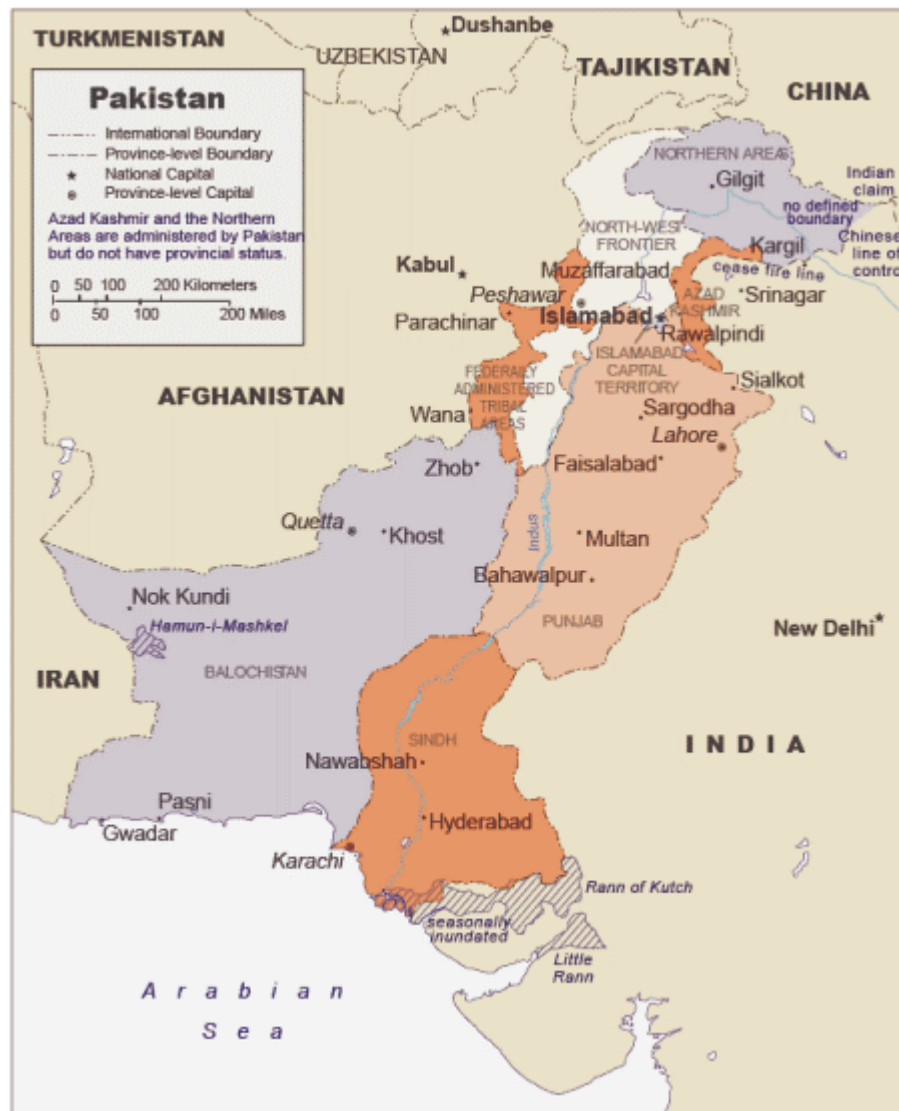 TURKMENISTAN
UZBEKISTAN
Dushanbe
TAJIKISTAN
CHINA
Pakistan
International Boundary
Province-level Boundary
National Capital
Province-level Capital
Azad Kashmir and the Northern
Areas are administered by Pakistan
but do not have provincial status.
0 50 100 200 Kilometers
0 50 100 200 Miles
NORTHERN AREAS
Gilgit
Indian
claim
no defined
boundary
Chinese
line of
control
NORTH-WEST
FRONTIER
Kargil
cease fire line
Kabul
Muzaffarabad
Peshawar
AZAD
KASHMIR
Srinagar
Parachinar
Islamabad
Rawalpindi
ISLAMABAD
CAPITAL
TERRITORY
FEDERALLY
ADMINISTERED
TRIBAL
AREAS
Sialkot
AFGHANISTAN
Wana
Sargodha
Lahore
Zhob
Faisalabad
Quetta
Khost
Indus
Multan
Bahawalpur
Nok Kundi
PUNJAB
Hamun-i-Mashkel
New Delhi
IRAN
BALOCHISTAN
SINDH
INDIA
Nawabshah
Pasni
Gwadar
Hyderabad
Karachi
Rann of Kutch
seasonally
inundated
Little
Rann
Arabian
Sea